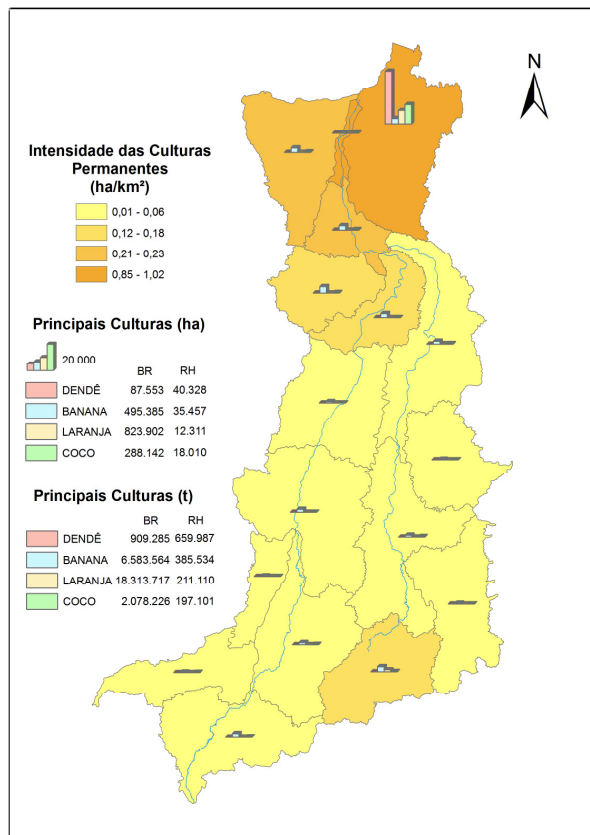 N
Intensidade das Culturas
Permanentes
(ha/km²)
0,01 - 0,06
0,12 - 0,18
0,21 - 0,23
0,85 - 1,02
Principais Culturas (ha)
20 000
BR RH
DENDÊ 87.553 40.328
BANANA 495.385 35.457
LARANJA 823.902 12.311
COCO 288.142 18.010
Principais Culturas (t)
BR RH
DENDÊ 909.285 659.987
BANANA 6.583.564 385.534
LARANJA 18.313.717 211.110
COCO 2.078.226 197.101